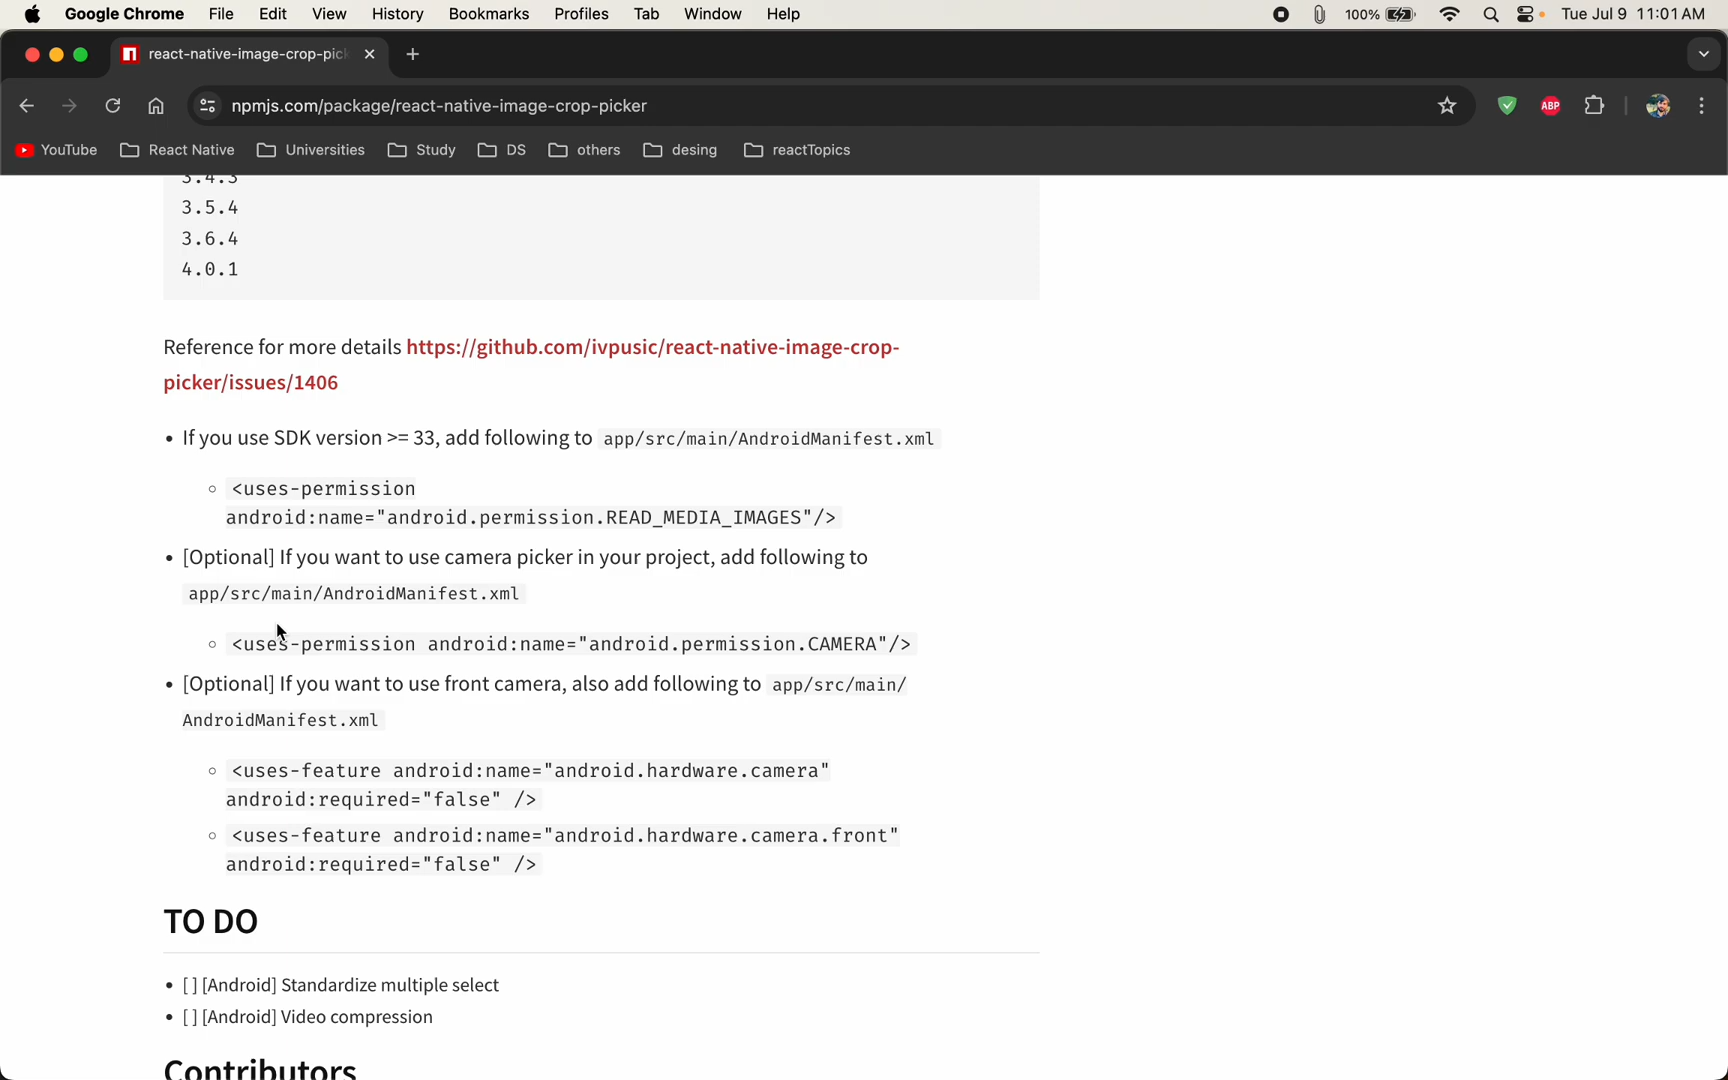 Google Chrome File Edit View History Bookmarks Profiles Tab Window Help 100% Tue Jul 9 11:01 AM
react-native-image-crop-pic
npmjs.com/package/react-native-image-crop-picker ABP
YouTube React Native Universities Study DS others desing reactTopics
3.4.3
3.5.4
3.6.4
4.0.1
Reference for more details https://github.com/ivpusic/react-native-image-crop-
picker/issues/1406
• If you use SDK version >= 33, add following to app/src/main/AndroidManifest.xml
<uses-permission
android:name="android.permission.READ_MEDIA_IMAGES"/>
• [Optional] If you want to use camera picker in your project, add following to
app/src/main/AndroidManifest.xml
<uses-permission android:name="android.permission.CAMERA"/>
• [Optional] If you want to use front camera, also add following to app/src/main/
AndroidManifest.xml
<uses-feature android:name="android.hardware.camera"
android:required="false" />
<uses-feature android:name="android.hardware.camera.front"
android:required="false" />
TO DO
• [ ] [Android] Standardize multiple select
• [ ] [Android] Video compression
Contributors